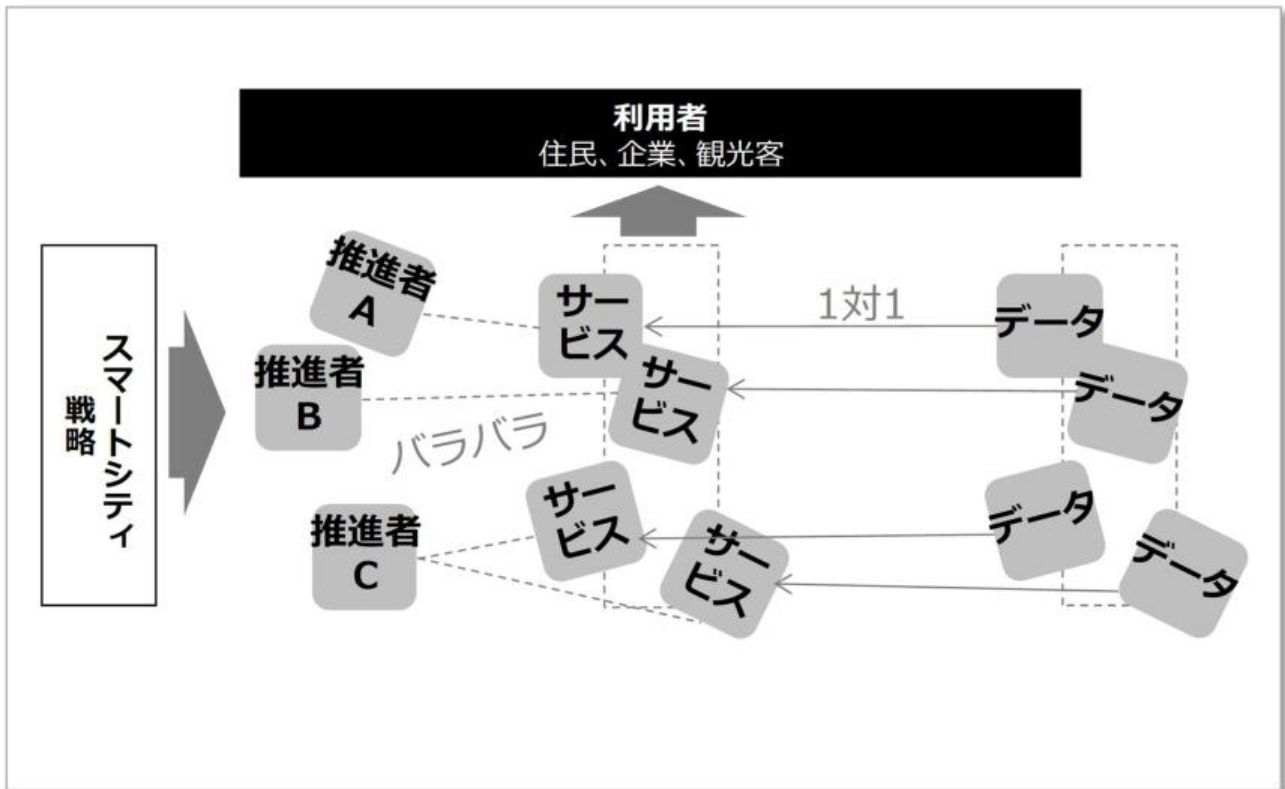 利用者
住民、企業、観光客
スマートシティ
戦略
推進者
A
推進者
B
推進者
C
バラバラ
サー
ビス
サー
ビス
サー
ビス
サー
ビス
1対1
データ
データ
データ
データ